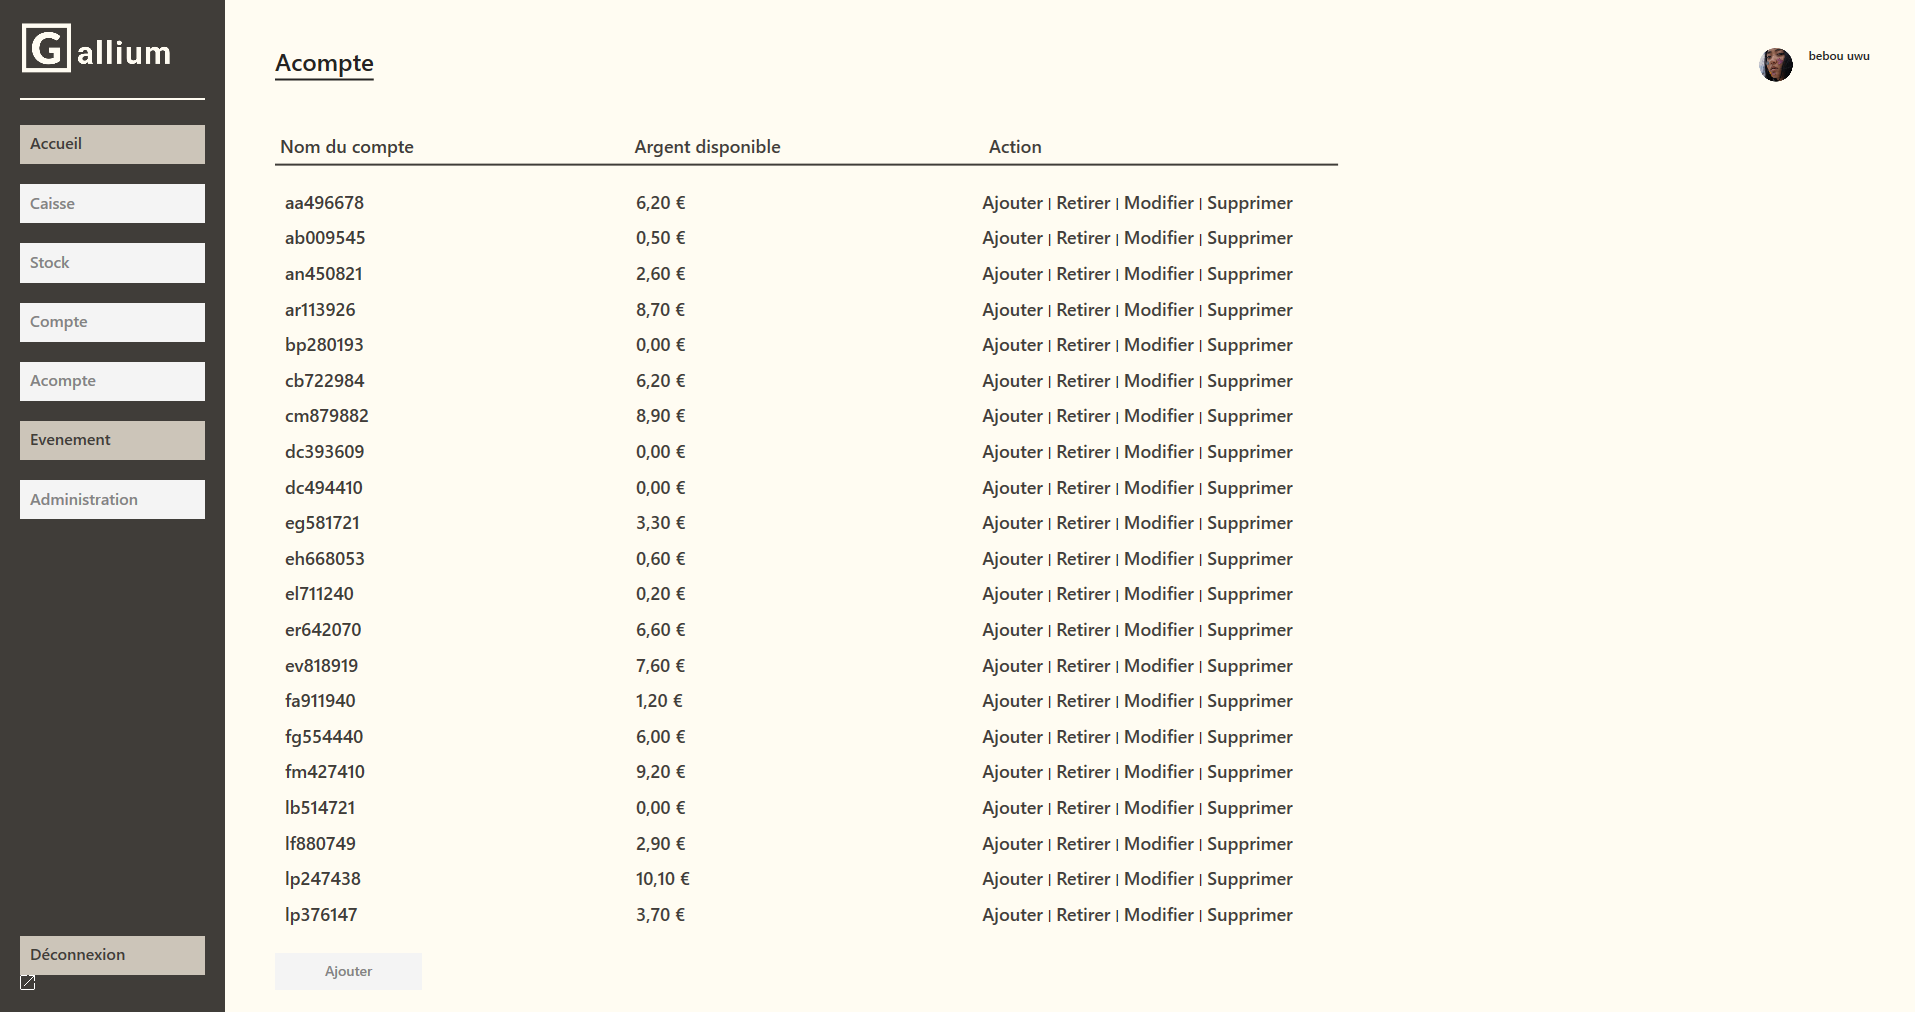 Gallium
Accueil
Caisse
Stock
Compte
Acompte
Evenement
Administration
Déconnexion
Acompte
bebou uwu
Nom du compte Argent disponible Action
aa496678 6,20 € Ajouter | Retirer | Modifier | Supprimer
ab009545 0,50 € Ajouter | Retirer | Modifier | Supprimer
an450821 2,60 € Ajouter | Retirer | Modifier | Supprimer
ar113926 8,70 € Ajouter | Retirer | Modifier | Supprimer
bp280193 0,00 € Ajouter | Retirer | Modifier | Supprimer
cb722984 6,20 € Ajouter | Retirer | Modifier | Supprimer
cm879882 8,90 € Ajouter | Retirer | Modifier | Supprimer
dc393609 0,00 € Ajouter | Retirer | Modifier | Supprimer
dc494410 0,00 € Ajouter | Retirer | Modifier | Supprimer
eg581721 3,30 € Ajouter | Retirer | Modifier | Supprimer
eh668053 0,60 € Ajouter | Retirer | Modifier | Supprimer
el711240 0,20 € Ajouter | Retirer | Modifier | Supprimer
er642070 6,60 € Ajouter | Retirer | Modifier | Supprimer
ev818919 7,60 € Ajouter | Retirer | Modifier | Supprimer
fa911940 1,20 € Ajouter | Retirer | Modifier | Supprimer
fg554440 6,00 € Ajouter | Retirer | Modifier | Supprimer
fm427410 9,20 € Ajouter | Retirer | Modifier | Supprimer
lb514721 0,00 € Ajouter | Retirer | Modifier | Supprimer
lf880749 2,90 € Ajouter | Retirer | Modifier | Supprimer
lp247438 10,10 € Ajouter | Retirer | Modifier | Supprimer
lp376147 3,70 € Ajouter | Retirer | Modifier | Supprimer
Ajouter